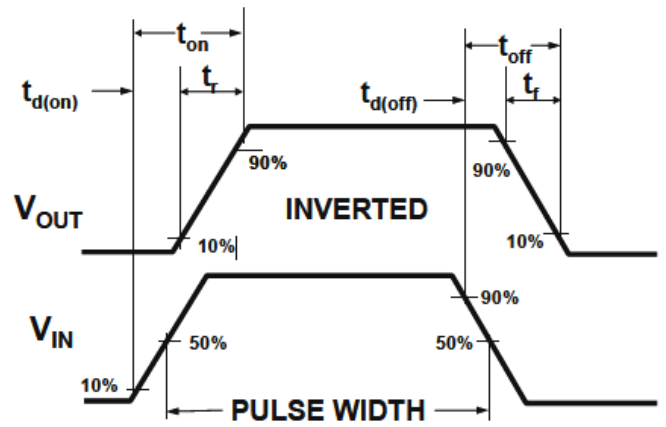 t_on t_off
t_d(on) t_r t_d(off) t_f
90% 90%
V_OUT INVERTED
10% 10%
90%
V_IN 50% 50%
10%
PULSE WIDTH